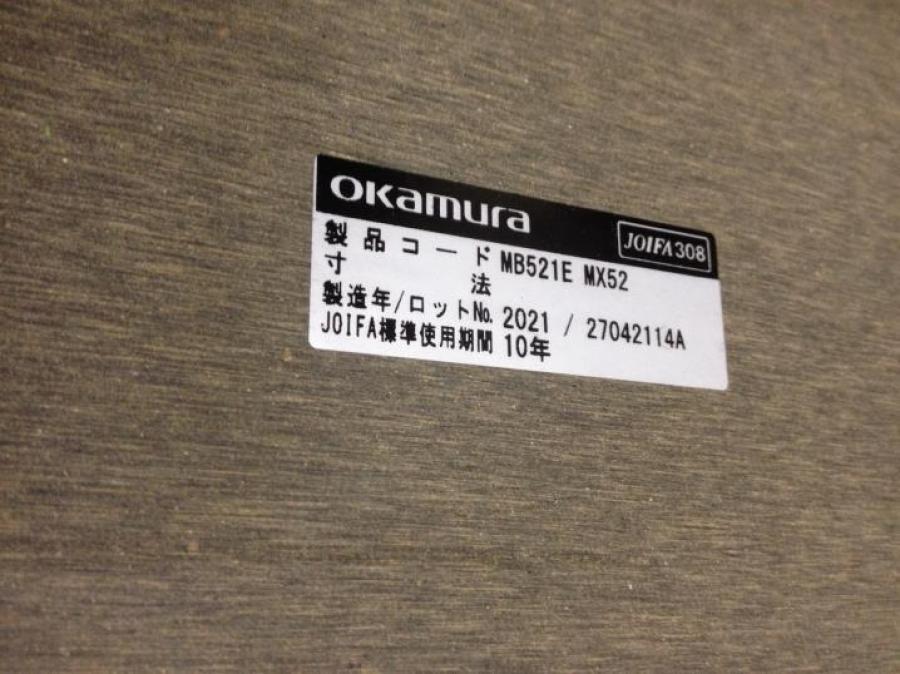 Okamura
JOIFA308
製品コード MB521E MX52
寸法
製造年/ロット№ 2021 / 27042114A
JOIFA標準使用期間 10年